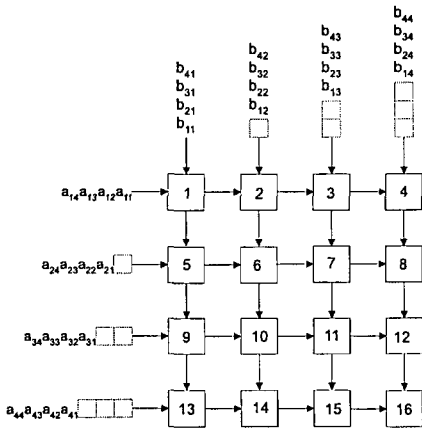 b₄₄
b₄₃ b₃₄
b₄₂ b₃₃ b₂₄
b₄₁ b₃₂ b₂₃ b₁₄
b₃₁ b₂₂ b₁₃
b₂₁ b₁₂
b₁₁
a₁₄a₁₃a₁₂a₁₁ 1 2 3 4
a₂₄a₂₃a₂₂a₂₁ 5 6 7 8
a₃₄a₃₃a₃₂a₃₁ 9 10 11 12
a₄₄a₄₃a₄₂a₄₁ 13 14 15 16